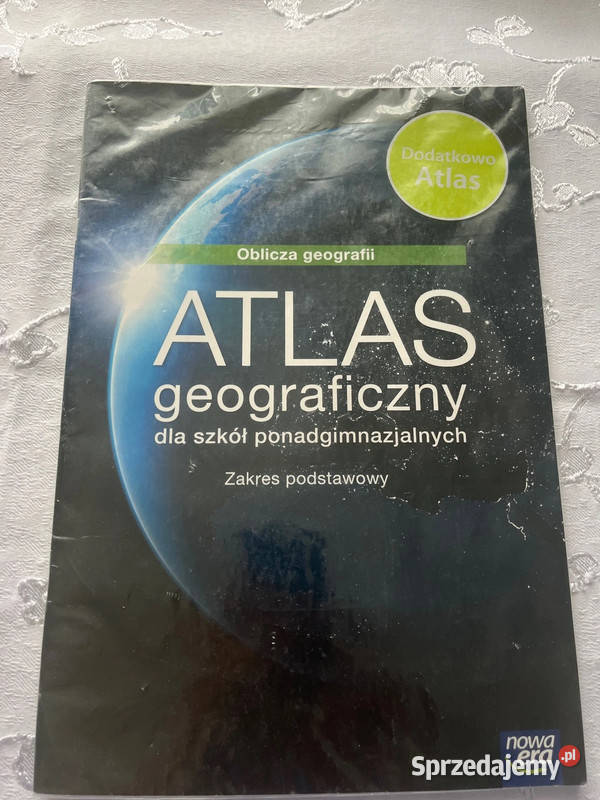 Dodatkowo
Atlas
Oblicza geografii
ATLAS
geograficzny
dla szkół ponadgimnazjalnych
Zakres podstawowy
nowa
era
Sprzedajemy.pl